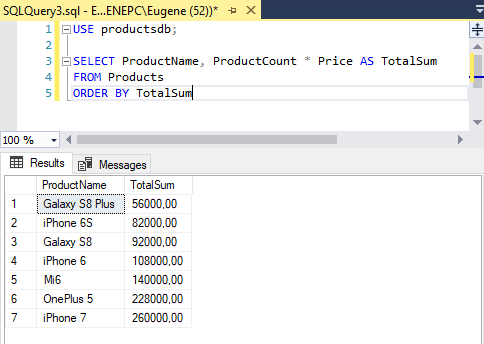 SQLQuery3.sql - E...ENEPC\Eugene (52))*
1 USE productsdb;
2
3 SELECT ProductName, ProductCount * Price AS TotalSum
4 FROM Products
5 ORDER BY TotalSum
100 %
Results Messages
ProductName TotalSum
1 Galaxy S8 Plus 56000,00
2 iPhone 6S 82000,00
3 Galaxy S8 92000,00
4 iPhone 6 108000,00
5 Mi6 140000,00
6 OnePlus 5 228000,00
7 iPhone 7 260000,00